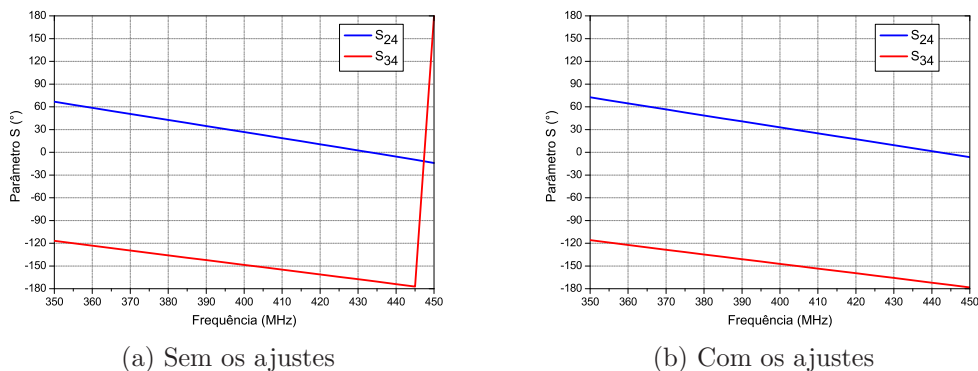 180
150
120
90
60
30
0
-30
-60
-90
-120
-150
-180
Parâmetro S (°)
S24
S34
350 360 370 380 390 400 410 420 430 440 450
Frequência (MHz)
(a) Sem os ajustes
180
150
120
90
60
30
0
-30
-60
-90
-120
-150
-180
Parâmetro S (°)
S24
S34
350 360 370 380 390 400 410 420 430 440 450
Frequência (MHz)
(b) Com os ajustes